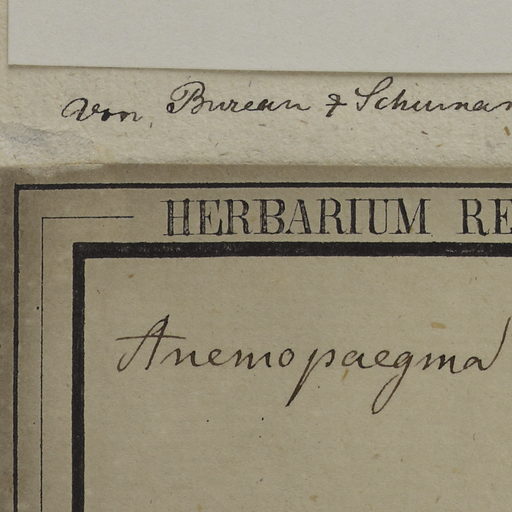 von Bureau & Schuman
HERBARIUM RE
Anemopaegma